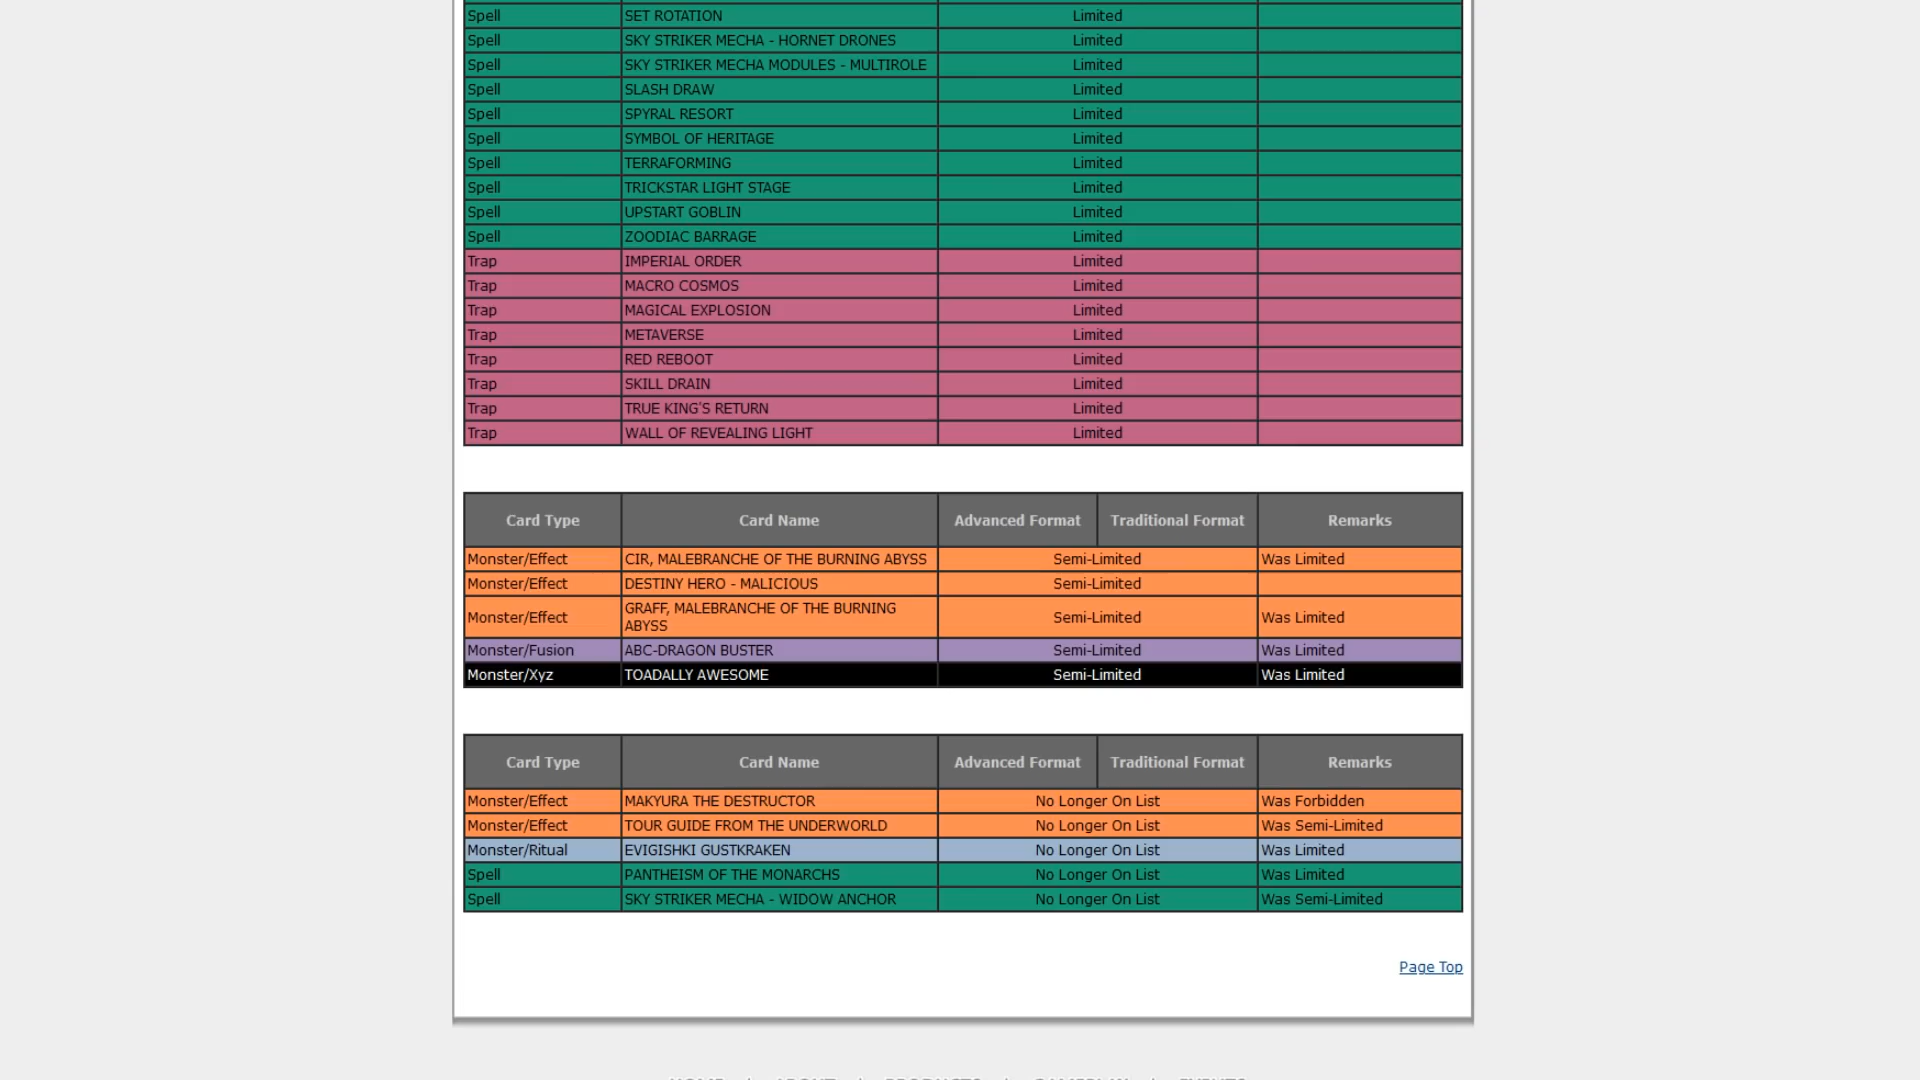 Spell SET ROTATION Limited
Spell SKY STRIKER MECHA - HORNET DRONES Limited
Spell SKY STRIKER MECHA MODULES - MULTIROLE Limited
Spell SLASH DRAW Limited
Spell SPYRAL RESORT Limited
Spell SYMBOL OF HERITAGE Limited
Spell TERRAFORMING Limited
Spell TRICKSTAR LIGHT STAGE Limited
Spell UPSTART GOBLIN Limited
Spell ZOODIAC BARRAGE Limited
Trap IMPERIAL ORDER Limited
Trap MACRO COSMOS Limited
Trap MAGICAL EXPLOSION Limited
Trap METAVERSE Limited
Trap RED REBOOT Limited
Trap SKILL DRAIN Limited
Trap TRUE KING'S RETURN Limited
Trap WALL OF REVEALING LIGHT Limited
Card Type Card Name Advanced Format Traditional Format Remarks
Monster/Effect CIR, MALEBRANCHE OF THE BURNING ABYSS Semi-Limited Was Limited
Monster/Effect DESTINY HERO - MALICIOUS Semi-Limited
Monster/Effect GRAFF, MALEBRANCHE OF THE BURNING
ABYSS Semi-Limited Was Limited
Monster/Fusion ABC-DRAGON BUSTER Semi-Limited Was Limited
Monster/Xyz TOADALLY AWESOME Semi-Limited Was Limited
Card Type Card Name Advanced Format Traditional Format Remarks
Monster/Effect MAKYURA THE DESTRUCTOR No Longer On List Was Forbidden
Monster/Effect TOUR GUIDE FROM THE UNDERWORLD No Longer On List Was Semi-Limited
Monster/Ritual EVIGISHKI GUSTKRAKEN No Longer On List Was Limited
Spell PANTHEISM OF THE MONARCHS No Longer On List Was Limited
Spell SKY STRIKER MECHA - WIDOW ANCHOR No Longer On List Was Semi-Limited
Page Top